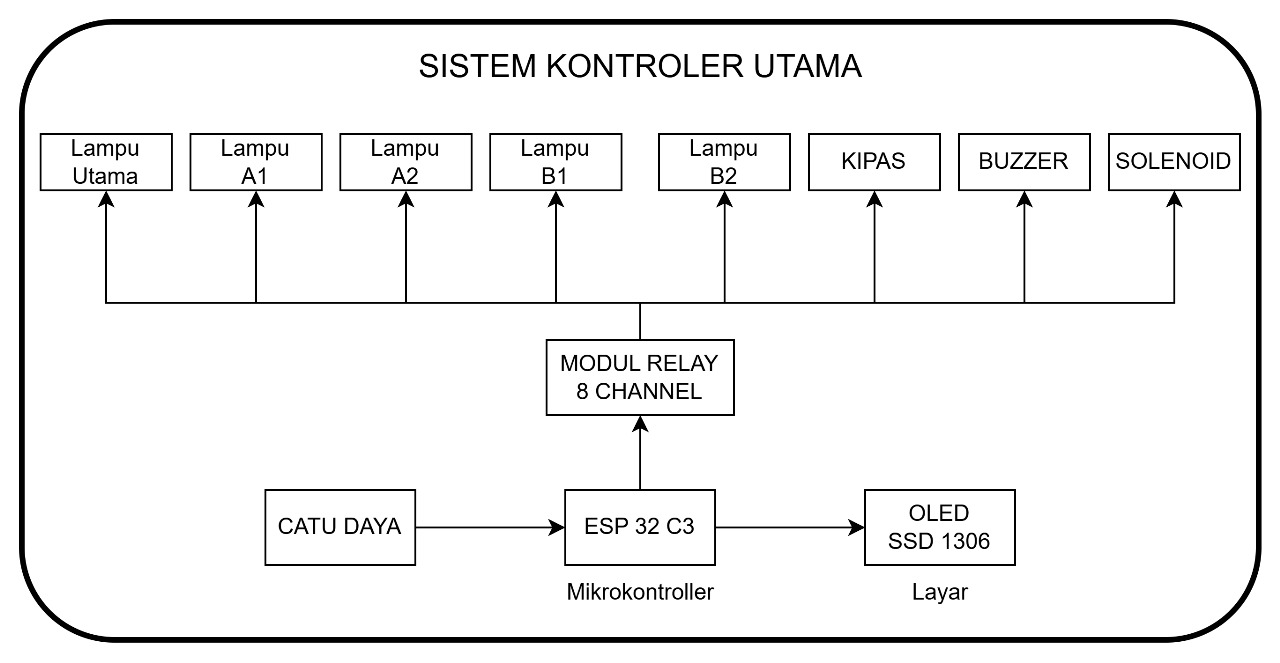 SISTEM KONTROLER UTAMA
Lampu
Utama
Lampu
A1
Lampu
A2
Lampu
B1
Lampu
B2
KIPAS
BUZZER
SOLENOID
MODUL RELAY
8 CHANNEL
CATU DAYA
ESP 32 C3
OLED
SSD 1306
Mikrokontroller
Layar